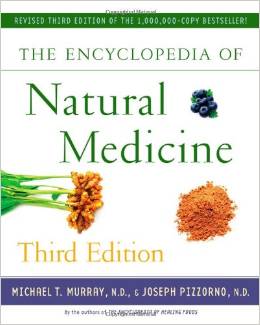 REVISED THIRD EDITION OF THE 1,000,000-COPY BESTSELLER!
THE ENCYCLOPEDIA OF
Natural
Medicine
Third Edition
MICHAEL T. MURRAY, N.D., & JOSEPH PIZZORNO, N.D.
By the authors of THE ENCYCLOPEDIA OF HEALING FOODS